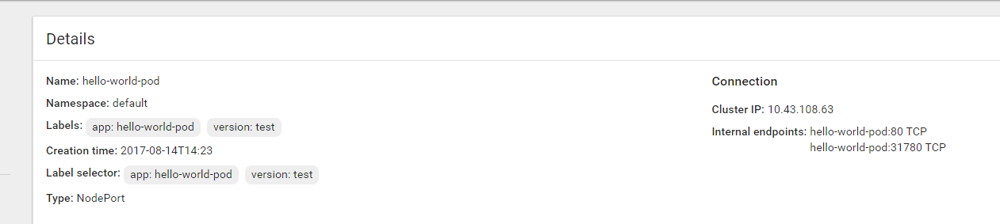 Details
Name: hello-world-pod
Namespace: default
Labels: app: hello-world-pod version: test
Creation time: 2017-08-14T14:23
Label selector: app: hello-world-pod version: test
Type: NodePort
Connection
Cluster IP: 10.43.108.63
Internal endpoints: hello-world-pod:80 TCP
hello-world-pod:31780 TCP